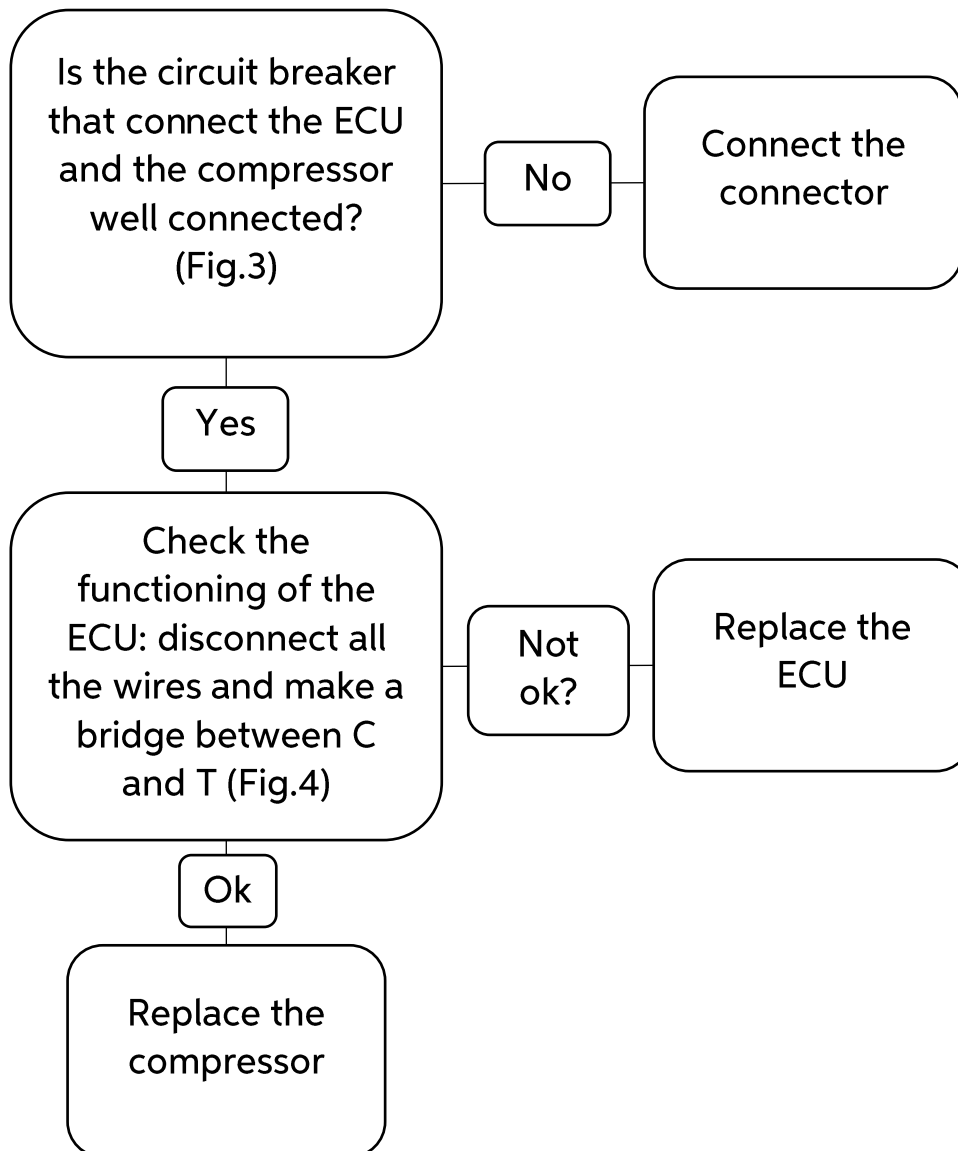 Is the circuit breaker
that connect the ECU
and the compressor
well connected?
(Fig.3)
No
Connect the
connector
Yes
Check the
functioning of the
ECU: disconnect all
the wires and make a
bridge between C
and T (Fig.4)
Not
ok?
Replace the
ECU
Ok
Replace the
compressor